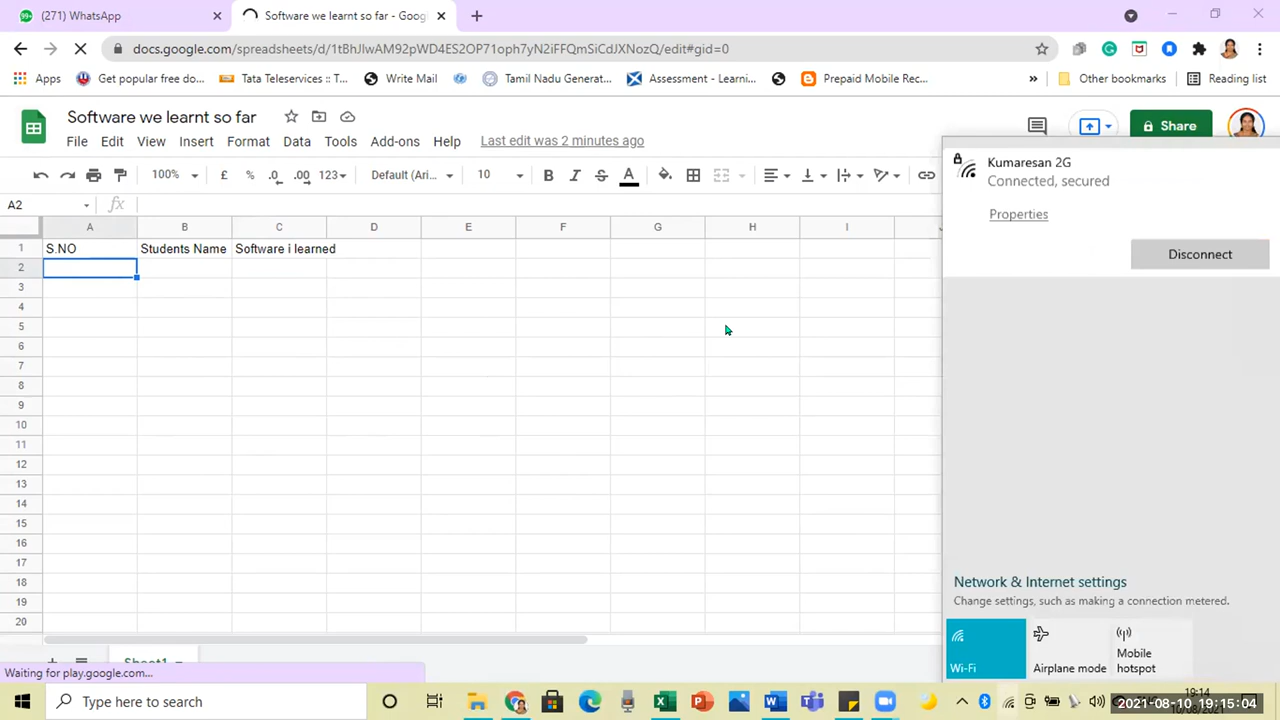 (271) WhatsApp
Software we learnt so far - Goog
docs.google.com/spreadsheets/d/1tBhJlwAM92pWD4ES2OP71oph7yN2iFFQmSiCdJXNozQ/edit#gid=0
Apps Get popular free do... Tata Teleservices ::T... Write Mail Tamil Nadu Generat... Assessment - Learni... Prepaid Mobile Rec... » Other bookmarks Reading list
Software we learnt so far
File Edit View Insert Format Data Tools Add-ons Help Last edit was 2 minutes ago
Share
100% £ % .0 .00 123 Default (Ari... 10 B I S A
A2 fx
A B C D E F G H I
1 S.NO Students Name Software i learned
2
3
4
5
6
7
8
9
10
11
12
13
14
15
16
17
18
19
20
Sheet1
Waiting for play.google.com...
Kumaresan 2G
Connected, secured
Properties
Disconnect
Network & Internet settings
Change settings, such as making a connection metered.
Wi-Fi
Airplane mode
Mobile
hotspot
Type here to search
19:14
2021-08-10, 19:15:04